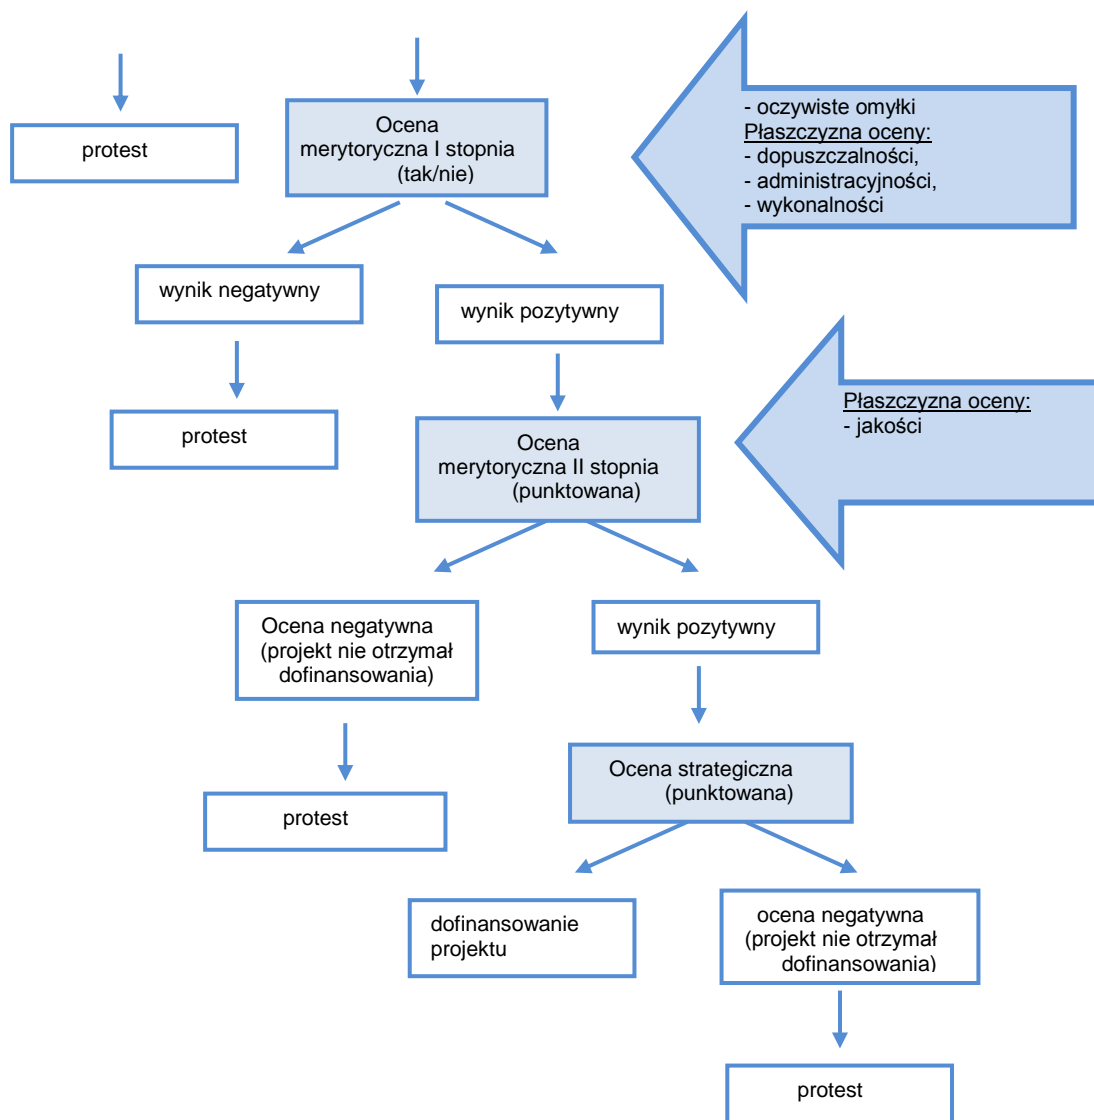 protest
Ocena
merytoryczna I stopnia
(tak/nie)
- oczywiste omyłki
Płaszczyzna oceny:
- dopuszczalności,
- administracyjności,
- wykonalności
wynik negatywny
wynik pozytywny
protest
Ocena
merytoryczna II stopnia
(punktowana)
Płaszczyzna oceny:
- jakości
Ocena negatywna
(projekt nie otrzymał
dofinansowania)
wynik pozytywny
protest
Ocena strategiczna
(punktowana)
dofinansowanie
projektu
ocena negatywna
(projekt nie otrzymał
dofinansowania)
protest